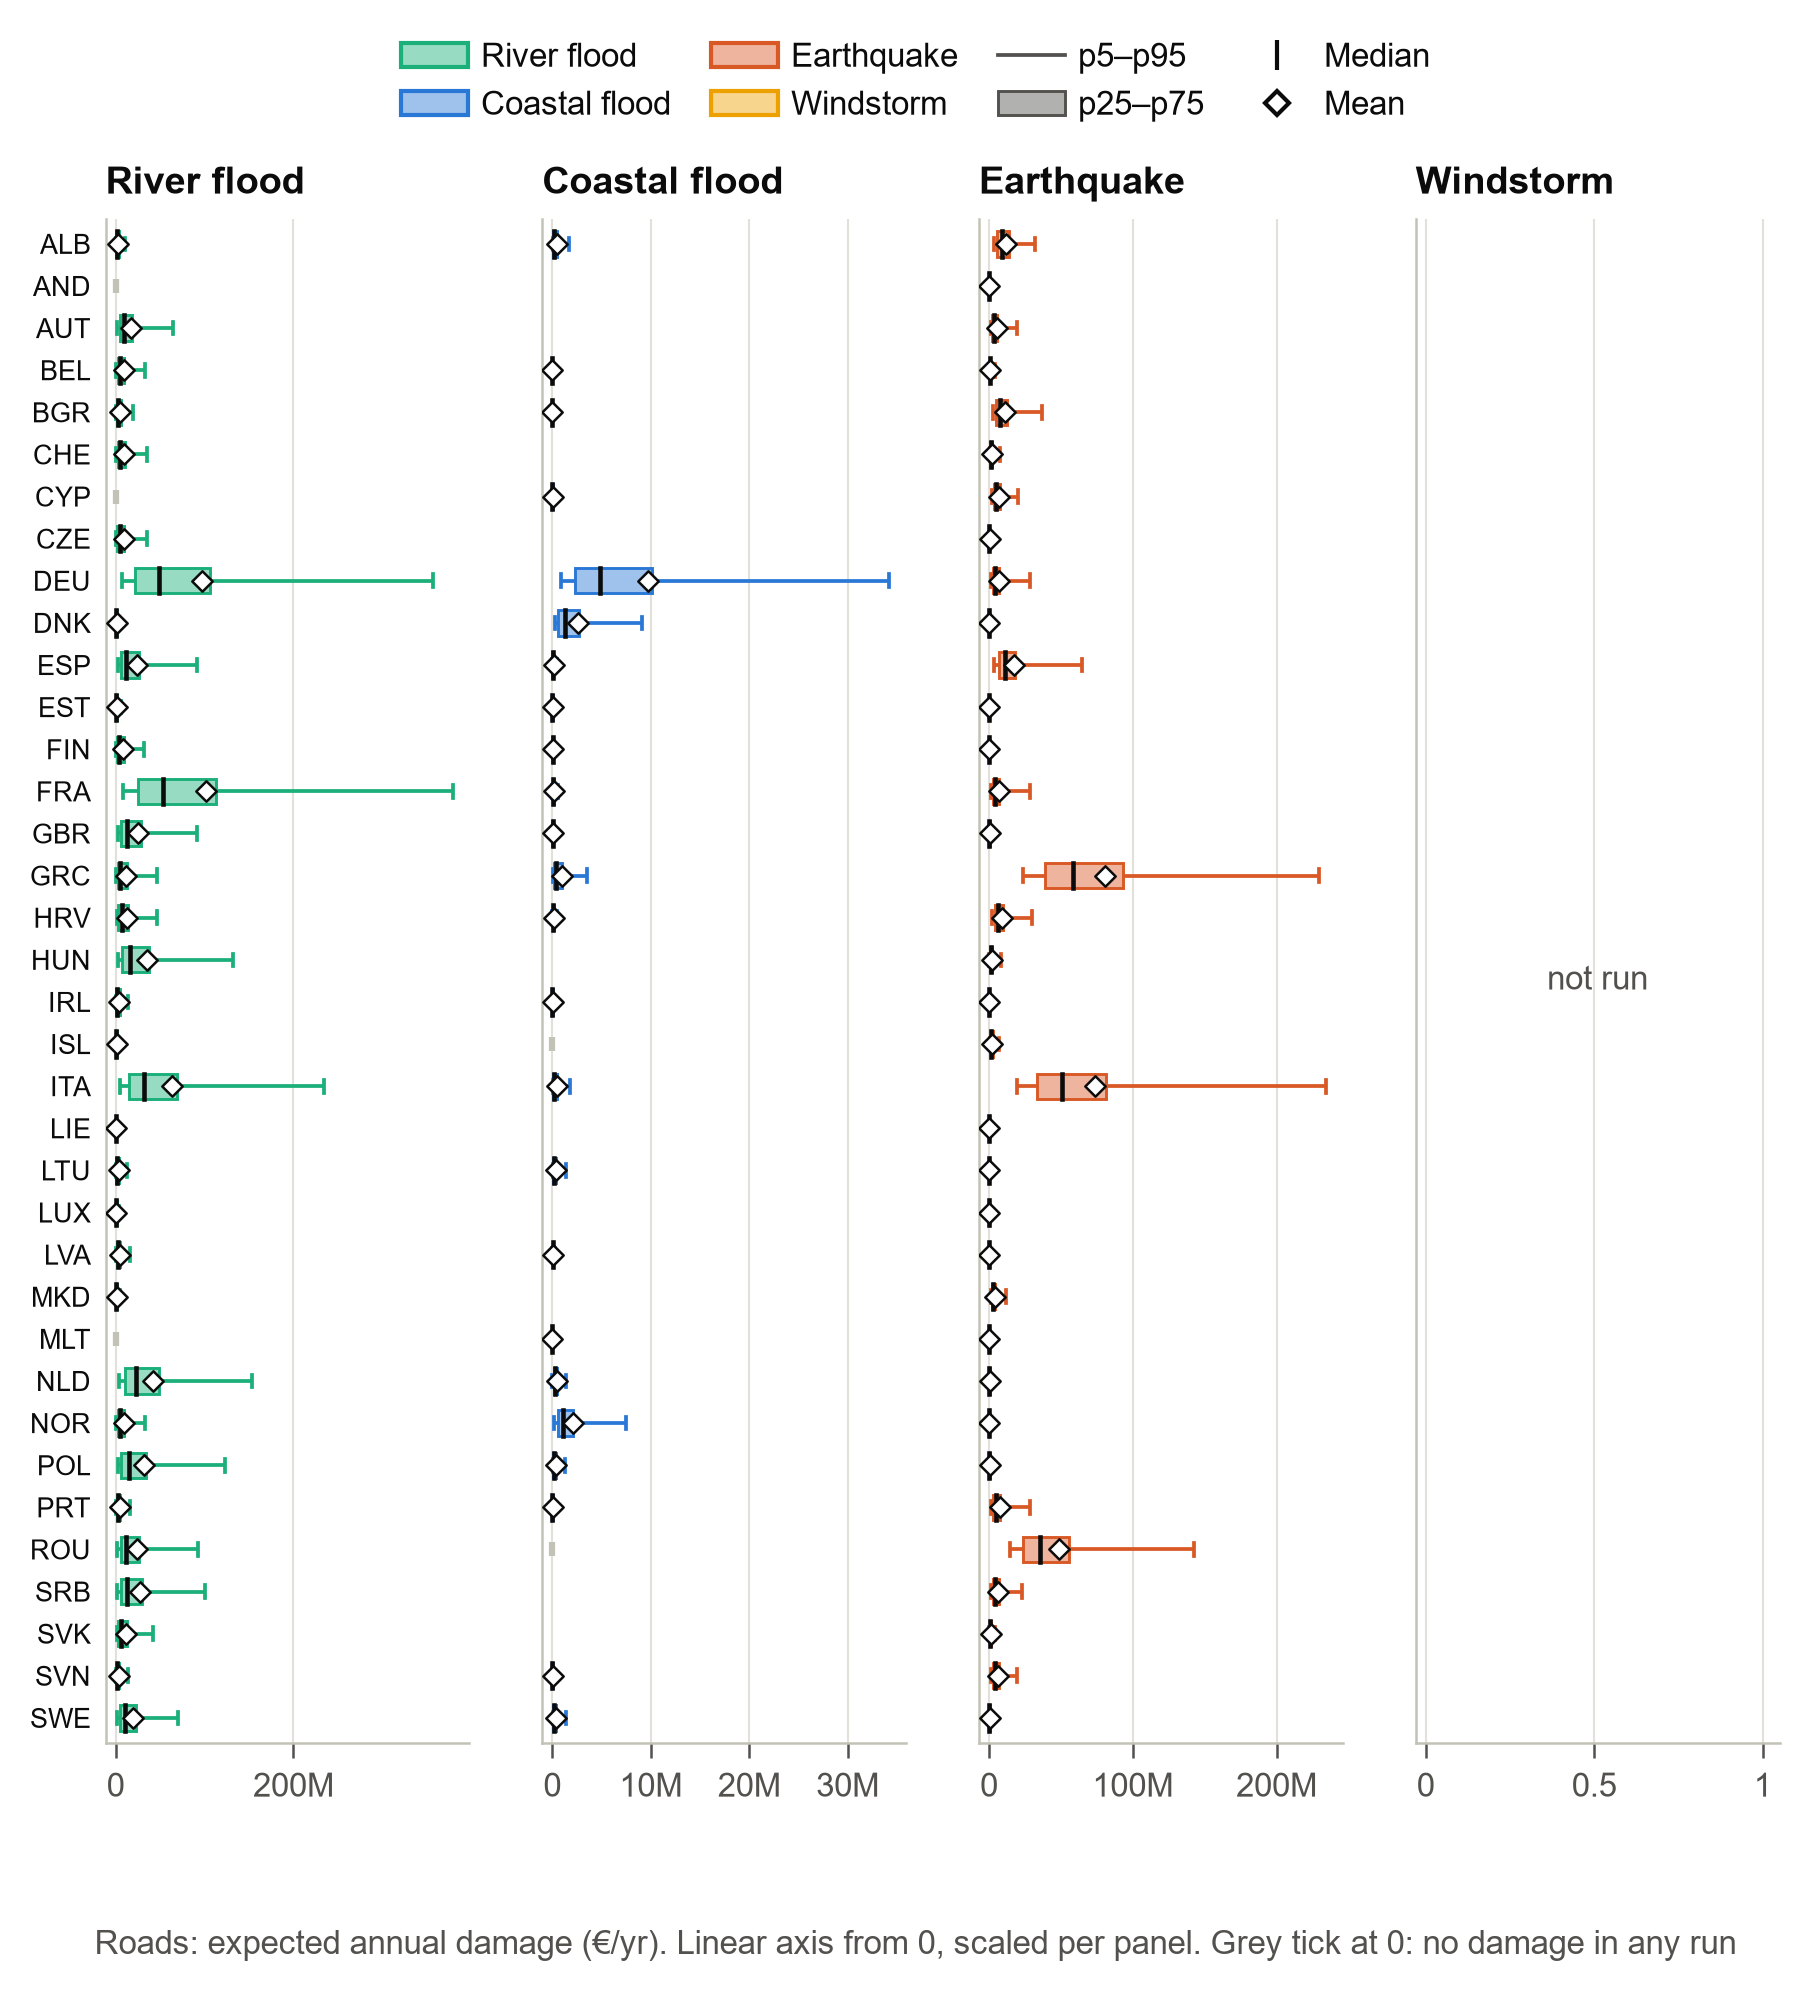 River flood
Coastal flood
Earthquake
Windstorm
p5–p95
p25–p75
Median
Mean
River flood
Coastal flood
Earthquake
Windstorm
ALB
AND
AUT
BEL
BGR
CHE
CYP
CZE
DEU
DNK
ESP
EST
FIN
FRA
GBR
GRC
HRV
HUN
IRL
ISL
ITA
LIE
LTU
LUX
LVA
MKD
MLT
NLD
NOR
POL
PRT
ROU
SRB
SVK
SVN
SWE
not run
0 200M
0 10M 20M 30M
0 100M 200M
0 0.5 1
Roads: expected annual damage (€/yr). Linear axis from 0, scaled per panel. Grey tick at 0: no damage in any run